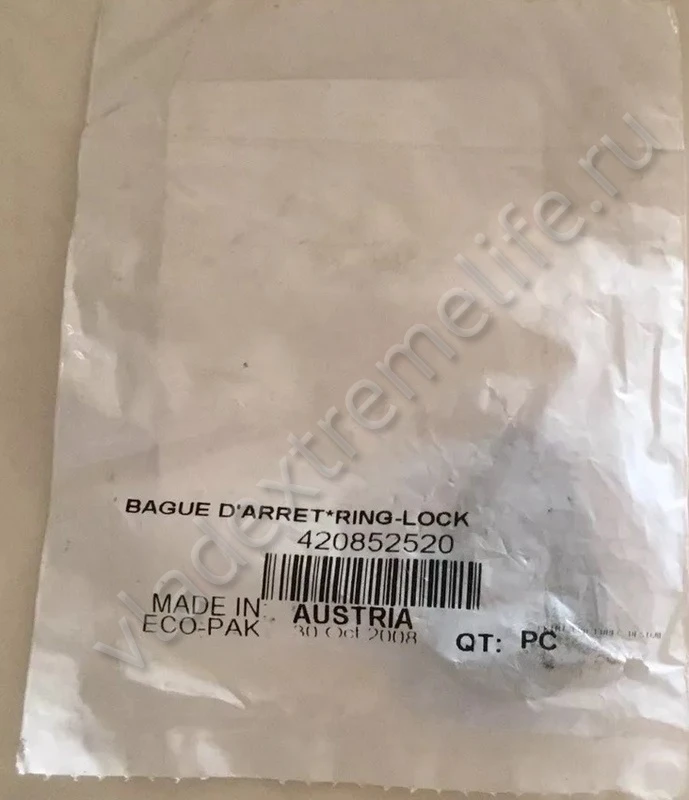 BAGUE D'ARRET*RING-LOCK
420852520
MADE IN: AUSTRIA
ECO-PAK 30 Oct 2008
QT: PC
vladextremelife.ru